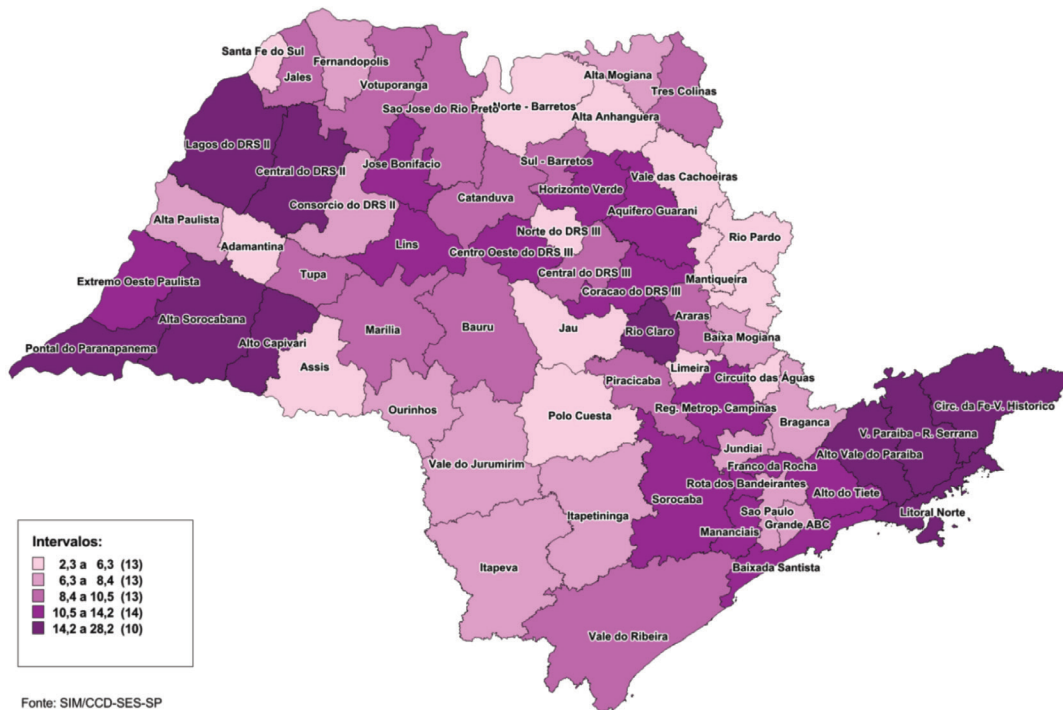 Santa Fe do Sul
Fernandopolis
Jales
Votuporanga
Alta Mogiana
Tres Colinas
Sao Jose do Rio Preto
Norte - Barretos
Alta Anhanguera
Lagos do DRS II
Central do DRS II
Jose Bonifacio
Sul - Barretos
Horizonte Verde
Vale das Cachoeiras
Catanduva
Consorcio do DRS II
Aquifero Guarani
Alta Paulista
Adamantina
Lins
Norte do DRS III
Centro Oeste do DRS III
Rio Pardo
Extremo Oeste Paulista
Tupa
Central do DRS III
Mantiqueira
Coracao do DRS III
Alta Sorocabana
Marilia
Bauru
Jau
Rio Claro
Araras
Baixa Mogiana
Pontal do Paranapanema
Alto Capivari
Assis
Limeira
Circuito das Águas
Piracicaba
Ourinhos
Polo Cuesta
Reg. Metrop. Campinas
Braganca
Circ. da Fe-V. Historico
V. Paraiba - R. Serrana
Jundiai
Alto Vale do Paraiba
Vale do Jurumirim
Franco da Rocha
Rota dos Bandeirantes
Sorocaba
Alto do Tiete
Itapetininga
Sao Paulo
Litoral Norte
Grande ABC
Mananciais
Itapeva
Baixada Santista
Vale do Ribeira
Intervalos:
2,3 a 6,3 (13)
6,3 a 8,4 (13)
8,4 a 10,5 (13)
10,5 a 14,2 (14)
14,2 a 28,2 (10)
Fonte: SIM/CCD-SES-SP